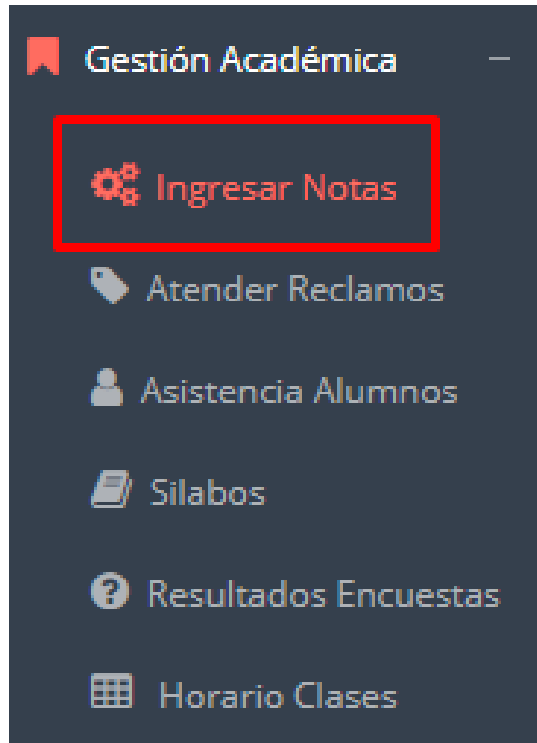 Gestión Académica
Ingresar Notas
Atender Reclamos
Asistencia Alumnos
Silabos
Resultados Encuestas
Horario Clases